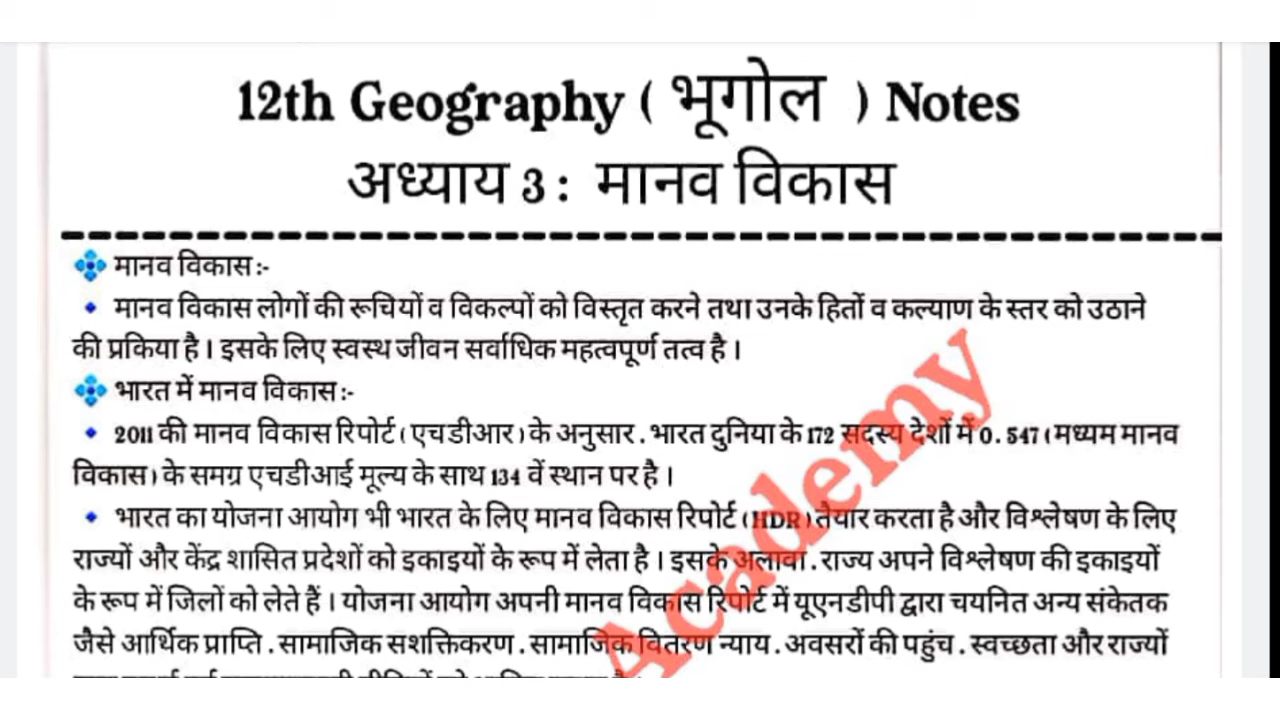 12th Geography ( भूगोल ) Notes
अध्याय 3 : मानव विकास
मानव विकास :-
मानव विकास लोगों की रूचियों व विकल्पों को विस्तृत करने तथा उनके हितों व कल्याण के स्तर को उठाने
की प्रकिया है । इसके लिए स्वस्थ जीवन सर्वाधिक महत्वपूर्ण तत्व है ।
भारत में मानव विकास :-
2011 की मानव विकास रिपोर्ट ( एचडीआर ) के अनुसार . भारत दुनिया के 172 सदस्य देशों में 0. 547 ( मध्यम मानव
विकास ) के समग्र एचडीआई मूल्य के साथ 134 वें स्थान पर है ।
भारत का योजना आयोग भी भारत के लिए मानव विकास रिपोर्ट ( HDR ) तैयार करता है और विश्लेषण के लिए
राज्यों और केंद्र शासित प्रदेशों को इकाइयों के रूप में लेता है । इसके अलावा . राज्य अपने विश्लेषण की इकाइयों
के रूप में जिलों को लेते हैं । योजना आयोग अपनी मानव विकास रिपोर्ट में यूएनडीपी द्वारा चयनित अन्य संकेतक
जैसे आर्थिक प्राप्ति . सामाजिक सशक्तिकरण . सामाजिक वितरण न्याय . अवसरों की पहुंच . स्वच्छता और राज्यों
Academy